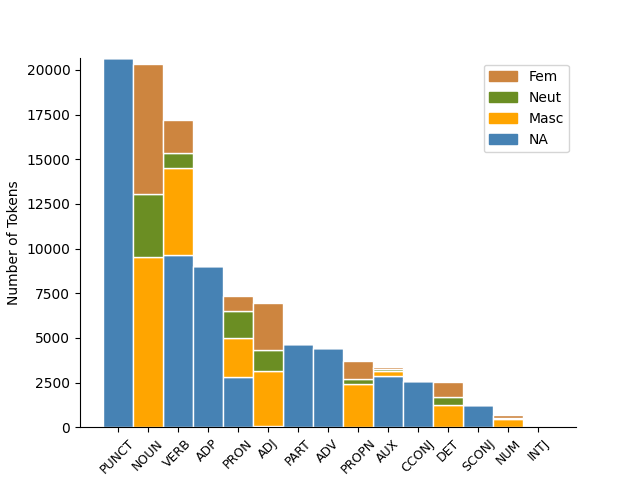 20000
17500
15000
12500
10000
7500
5000
2500
0
Number of Tokens
Fem
Neut
Masc
NA
PUNCT
NOUN
VERB
ADP
PRON
ADJ
PART
ADV
PROPN
AUX
CCONJ
DET
SCONJ
NUM
INTJ